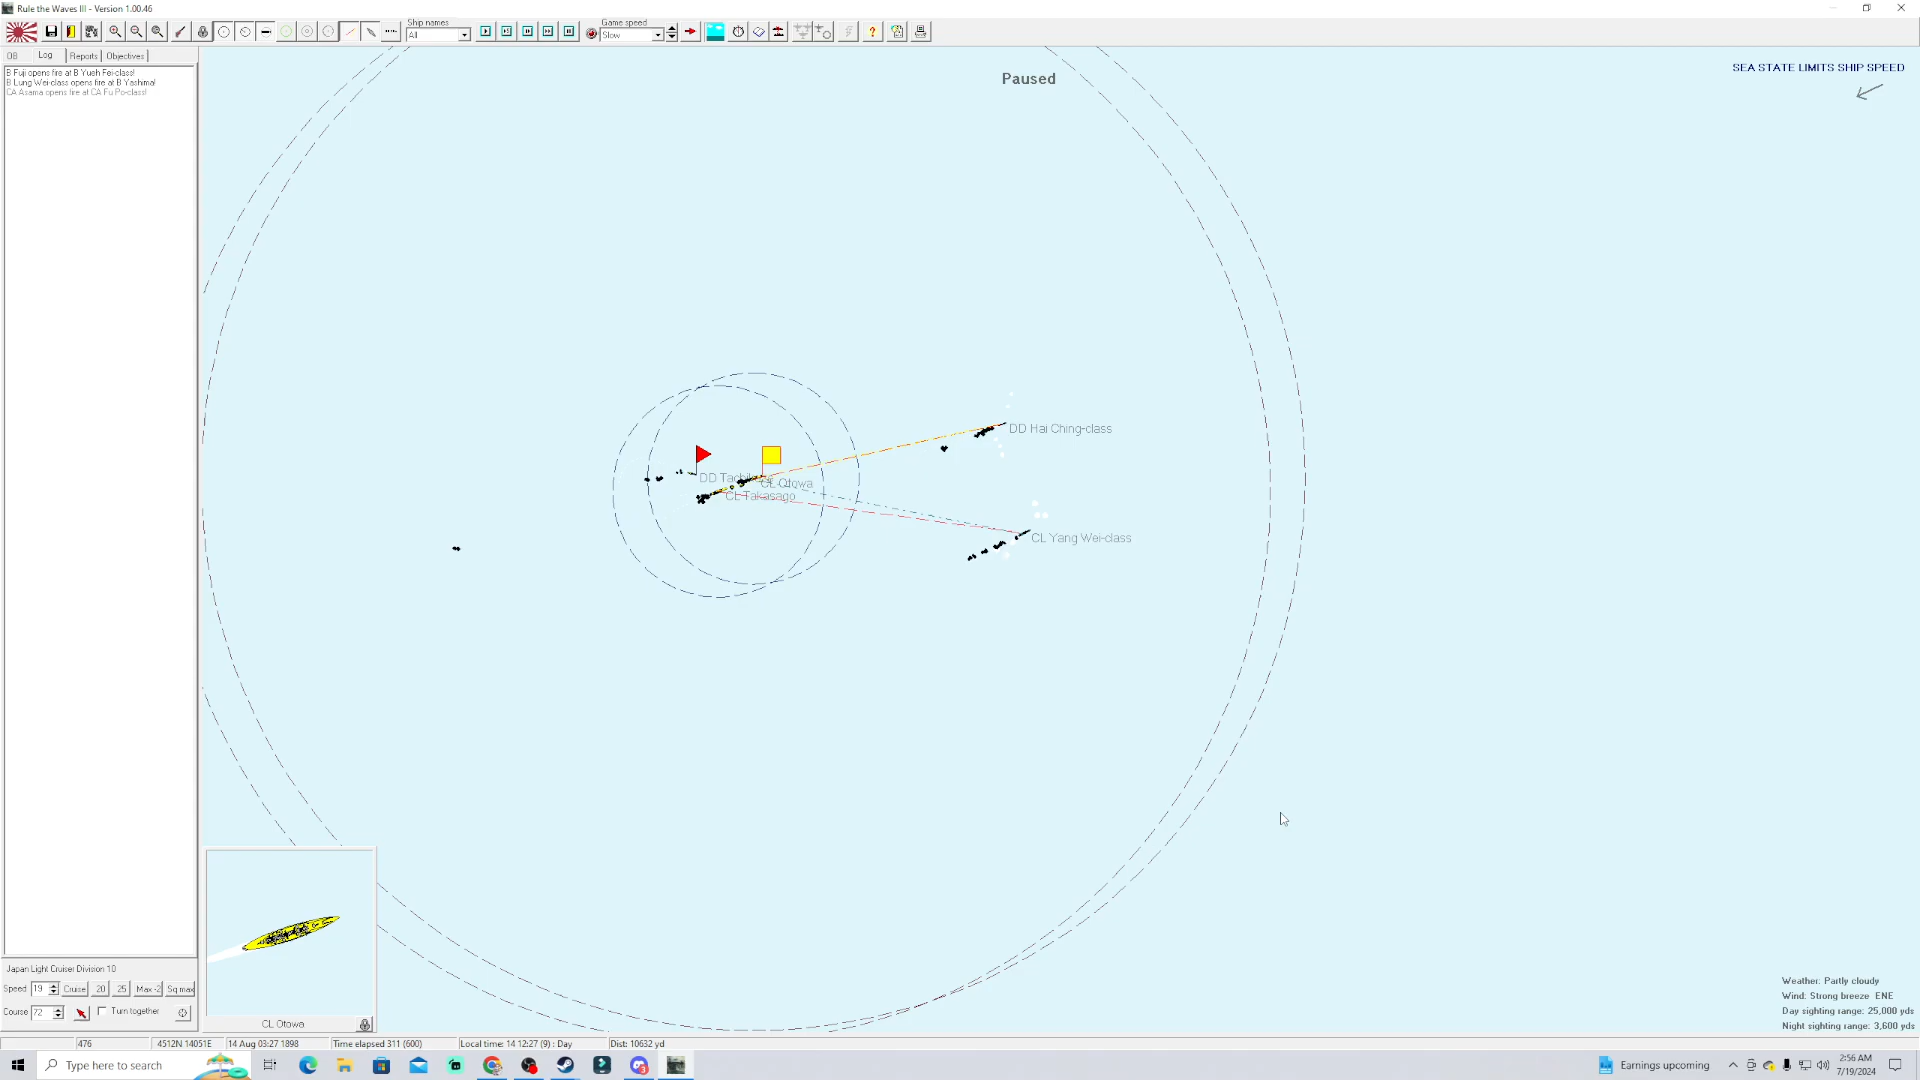 Rule the Waves III - Version 1.00.46
Ship names
All
Game speed
Slow
OB
Log
Reports
Objectives
B Fuji opens fire at B Yueh Fei-class!
B Lung Wei-class opens fire at B Yashima!
CA Asama opens fire at CA Fu Po-class!
Paused
SEA STATE LIMITS SHIP SPEED
DD Hai Ching-class
CL Otowa
CL Takasago
CL Yang Wei-class
Japan Light Cruiser Division 10
Speed
19
Cruise
20
25
Max -2
Sq max
Course
72
Turn together
CL Otowa
Weather: Partly cloudy
Wind: Strong breeze ENE
Day sighting range: 25,000 yds
Night sighting range: 3,600 yds
476
4512N 14051E
14 Aug 03:27 1898
Time elapsed 311 (600)
Local time: 14 12:27 (9) : Day
Dist: 10632 yd
Type here to search
Earnings upcoming
2:56 AM
7/19/2024